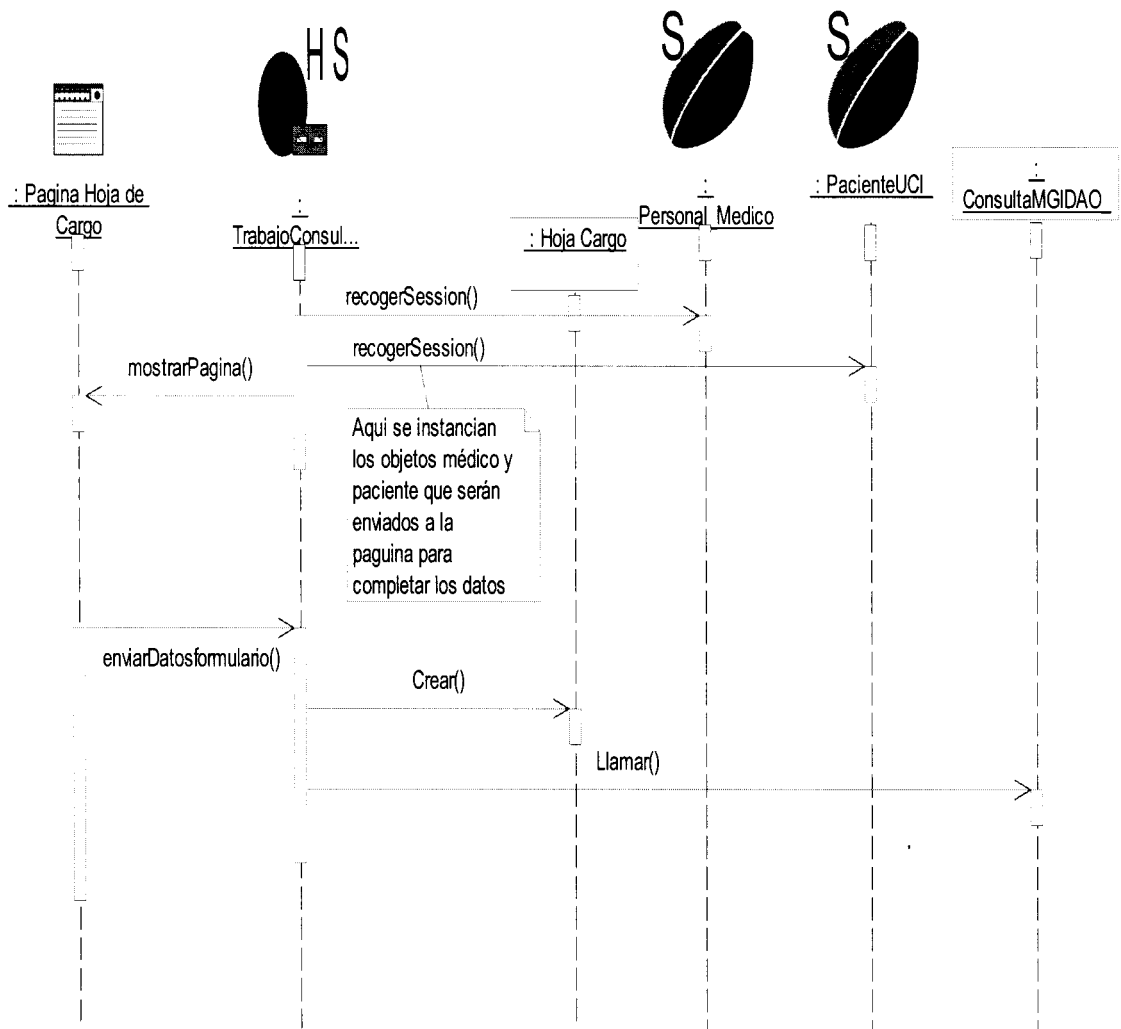 HS
S
S
: Pagina Hoja de
Cargo
:
TrabajoConsul...
: Hoja Cargo
:
Personal_Medico
: PacienteUCI
:
ConsultaMGIDAO
recogerSession()
recogerSession()
mostrarPagina()
Aqui se instancian
los objetos médico y
paciente que serán
enviados a la
paguina para
completar los datos
enviarDatosformulario()
Crear()
Llamar()